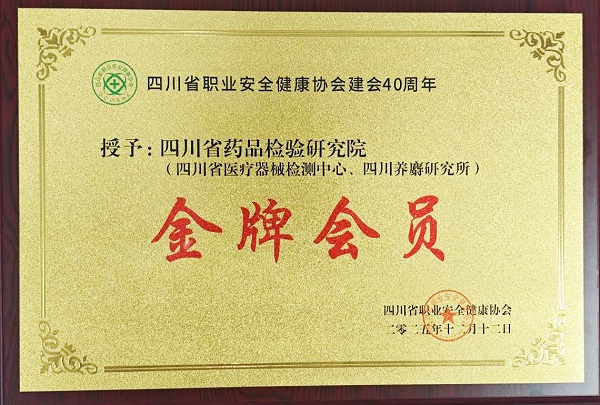 四川省职业安全健康协会建会40周年
授予：四川省药品检验研究院
（四川省医疗器械检测中心、四川养麝研究所）
金牌会员
四川省职业安全健康协会
二零二五年十二月十二日